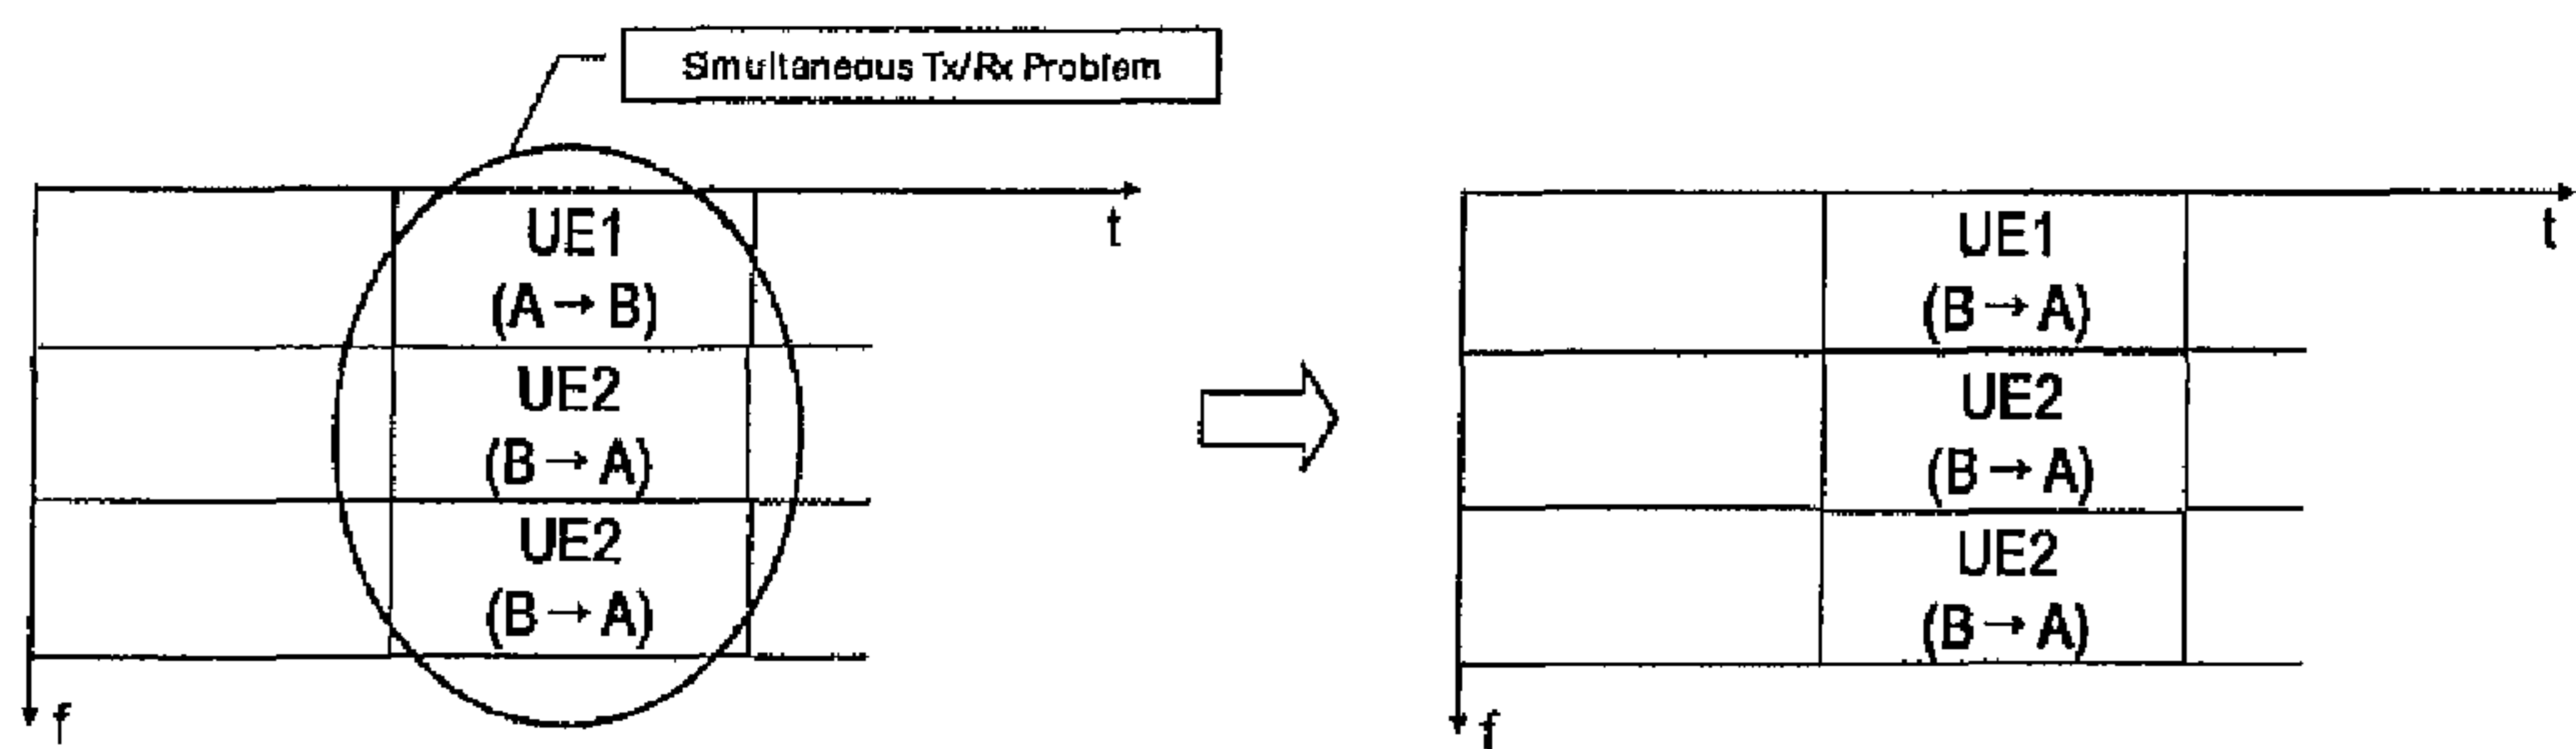 Simultaneous Tx/Rx Problem
t
UE1
(A → B)
UE2
(B → A)
UE2
(B → A)
f
t
UE1
(B → A)
UE2
(B → A)
UE2
(B → A)
f